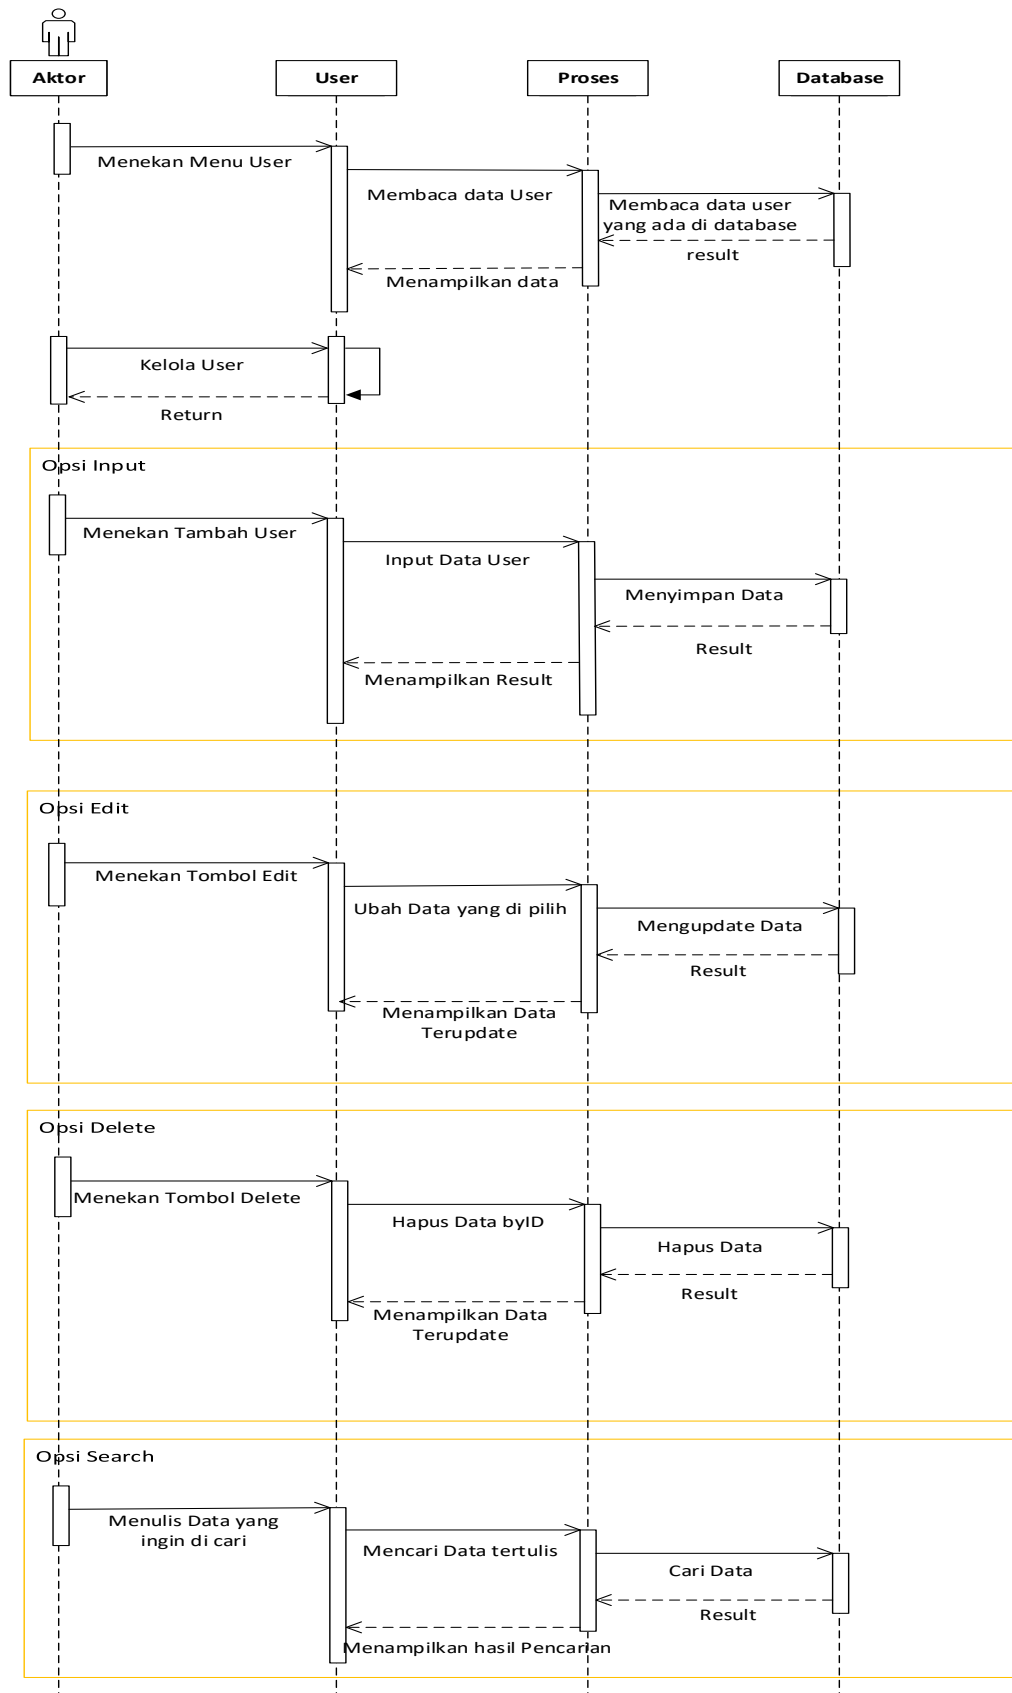 Aktor
User
Proses
Database
Menekan Menu User
Membaca data User
Membaca data user
yang ada di database
result
Menampilkan data
Kelola User
Return
Opsi Input
Menekan Tambah User
Input Data User
Menyimpan Data
Result
Menampilkan Result
Opsi Edit
Menekan Tombol Edit
Ubah Data yang di pilih
Mengupdate Data
Result
Menampilkan Data
Terupdate
Opsi Delete
Menekan Tombol Delete
Hapus Data byID
Hapus Data
Result
Menampilkan Data
Terupdate
Opsi Search
Menulis Data yang
ingin di cari
Mencari Data tertulis
Cari Data
Result
Menampilkan hasil Pencarian